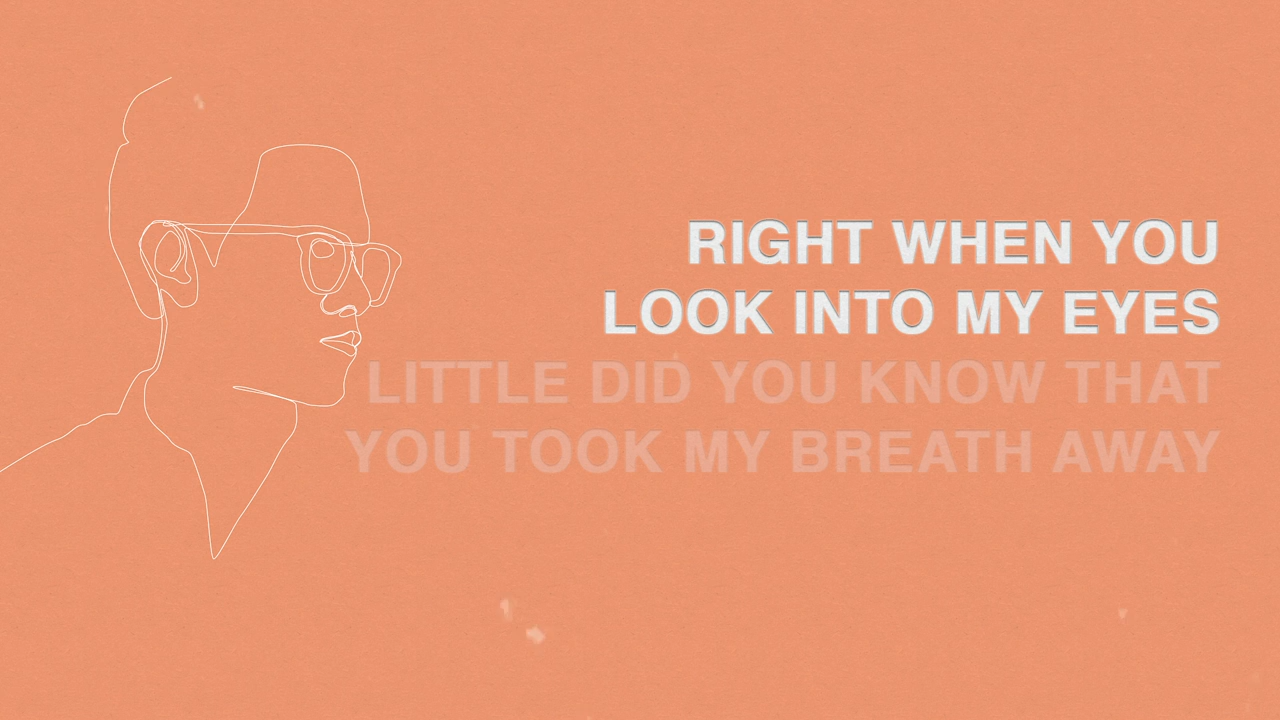 RIGHT WHEN YOU
LOOK INTO MY EYES
LITTLE DID YOU KNOW THAT
YOU TOOK MY BREATH AWAY